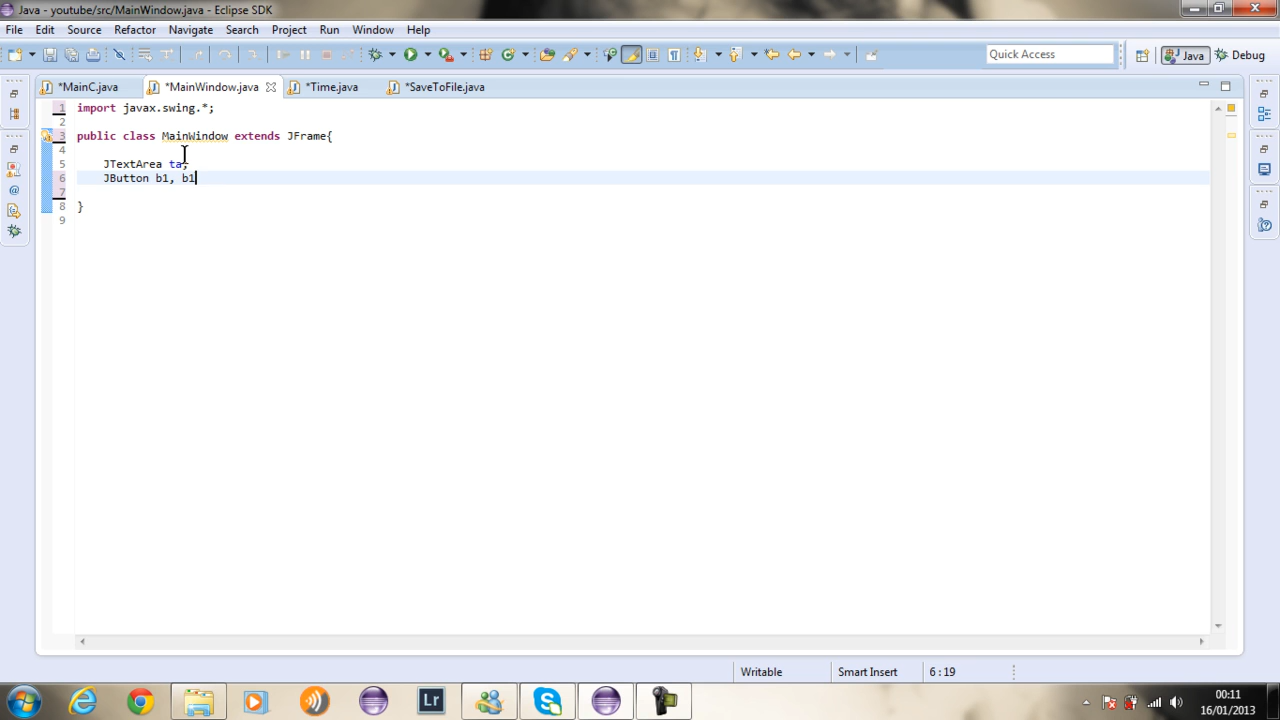 Java - youtube/src/MainWindow.java - Eclipse SDK
File Edit Source Refactor Navigate Search Project Run Window Help
Quick Access Java Debug
*MainC.java *MainWindow.java *Time.java *SaveToFile.java
1 import javax.swing.*;
2
3 public class MainWindow extends JFrame{
4
5 JTextArea ta;
6 JButton b1, b1
7
8 }
9
Writable Smart Insert 6 : 19
Lr 00:11
16/01/2013